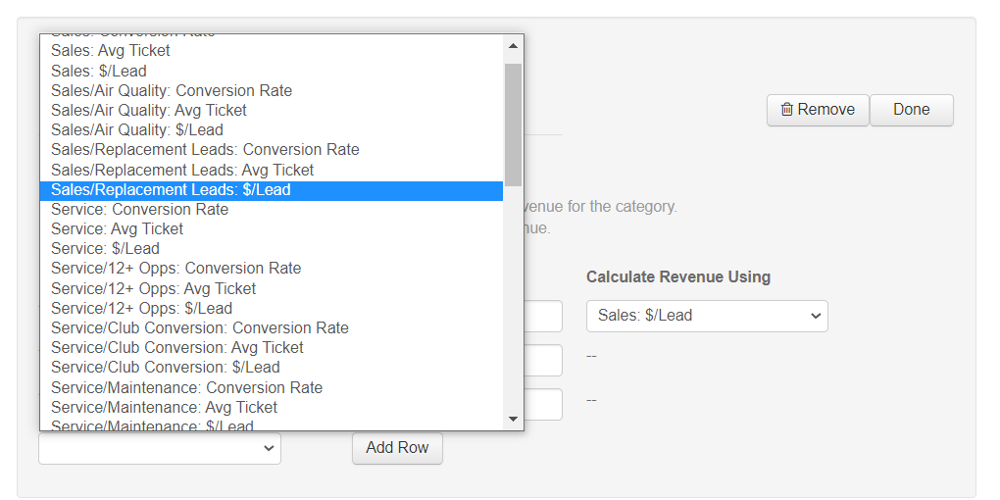 Sales: Conversion Rate
Sales: Avg Ticket
Sales: $/Lead
Sales/Air Quality: Conversion Rate
Sales/Air Quality: Avg Ticket
Sales/Air Quality: $/Lead
Sales/Replacement Leads: Conversion Rate
Sales/Replacement Leads: Avg Ticket
Sales/Replacement Leads: $/Lead
Service: Conversion Rate
Service: Avg Ticket
Service: $/Lead
Service/12+ Opps: Conversion Rate
Service/12+ Opps: Avg Ticket
Service/12+ Opps: $/Lead
Service/Club Conversion: Conversion Rate
Service/Club Conversion: Avg Ticket
Service/Club Conversion: $/Lead
Service/Maintenance: Conversion Rate
Service/Maintenance: Avg Ticket
Service/Maintenance: $/Lead
Remove
Done
venue for the category.
nue.
Calculate Revenue Using
Sales: $/Lead
--
--
Add Row